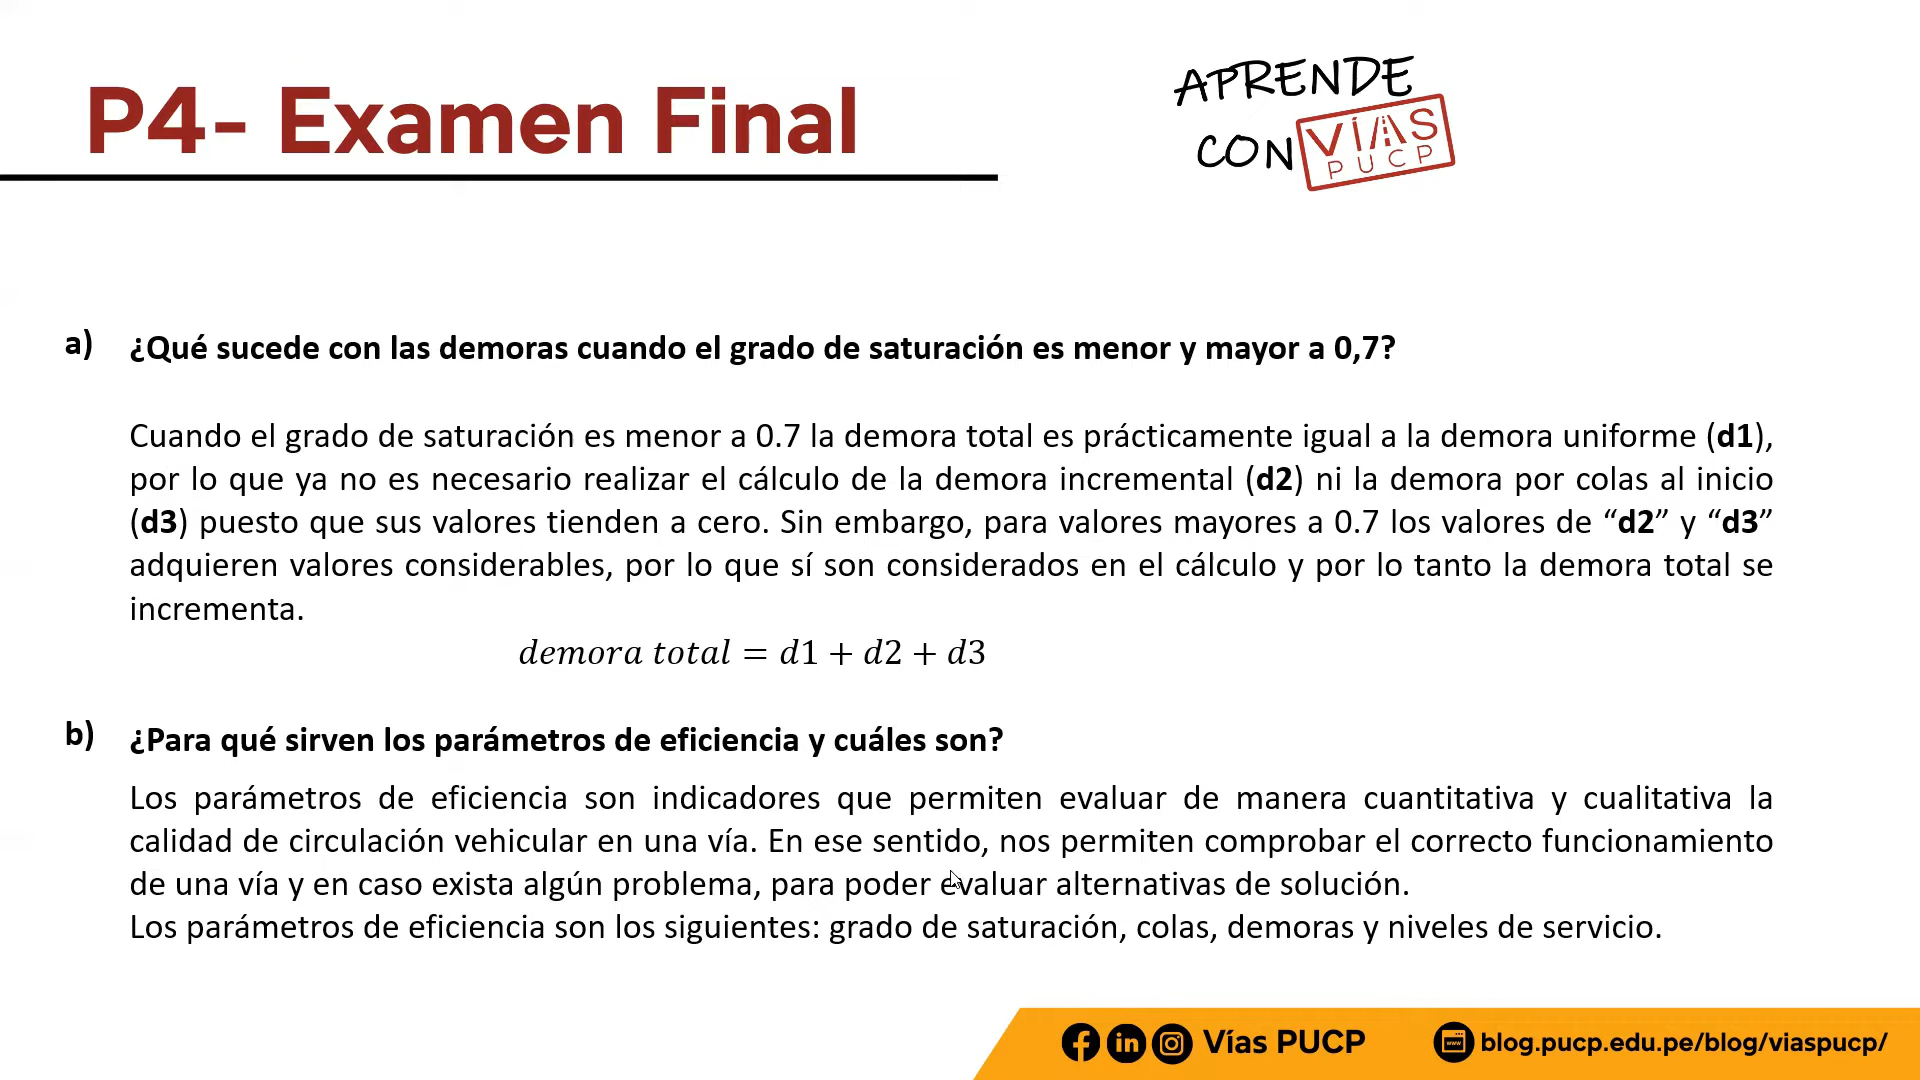 P4- Examen Final
APRENDE
CON VÍAS
PUCP
a) ¿Qué sucede con las demoras cuando el grado de saturación es menor y mayor a 0,7?
Cuando el grado de saturación es menor a 0.7 la demora total es prácticamente igual a la demora uniforme (d1),
por lo que ya no es necesario realizar el cálculo de la demora incremental (d2) ni la demora por colas al inicio
(d3) puesto que sus valores tienden a cero. Sin embargo, para valores mayores a 0.7 los valores de “d2” y “d3”
adquieren valores considerables, por lo que sí son considerados en el cálculo y por lo tanto la demora total se
incrementa.
demora total = d1 + d2 + d3
b) ¿Para qué sirven los parámetros de eficiencia y cuáles son?
Los parámetros de eficiencia son indicadores que permiten evaluar de manera cuantitativa y cualitativa la
calidad de circulación vehicular en una vía. En ese sentido, nos permiten comprobar el correcto funcionamiento
de una vía y en caso exista algún problema, para poder evaluar alternativas de solución.
Los parámetros de eficiencia son los siguientes: grado de saturación, colas, demoras y niveles de servicio.
Vías PUCP
blog.pucp.edu.pe/blog/viaspucp/